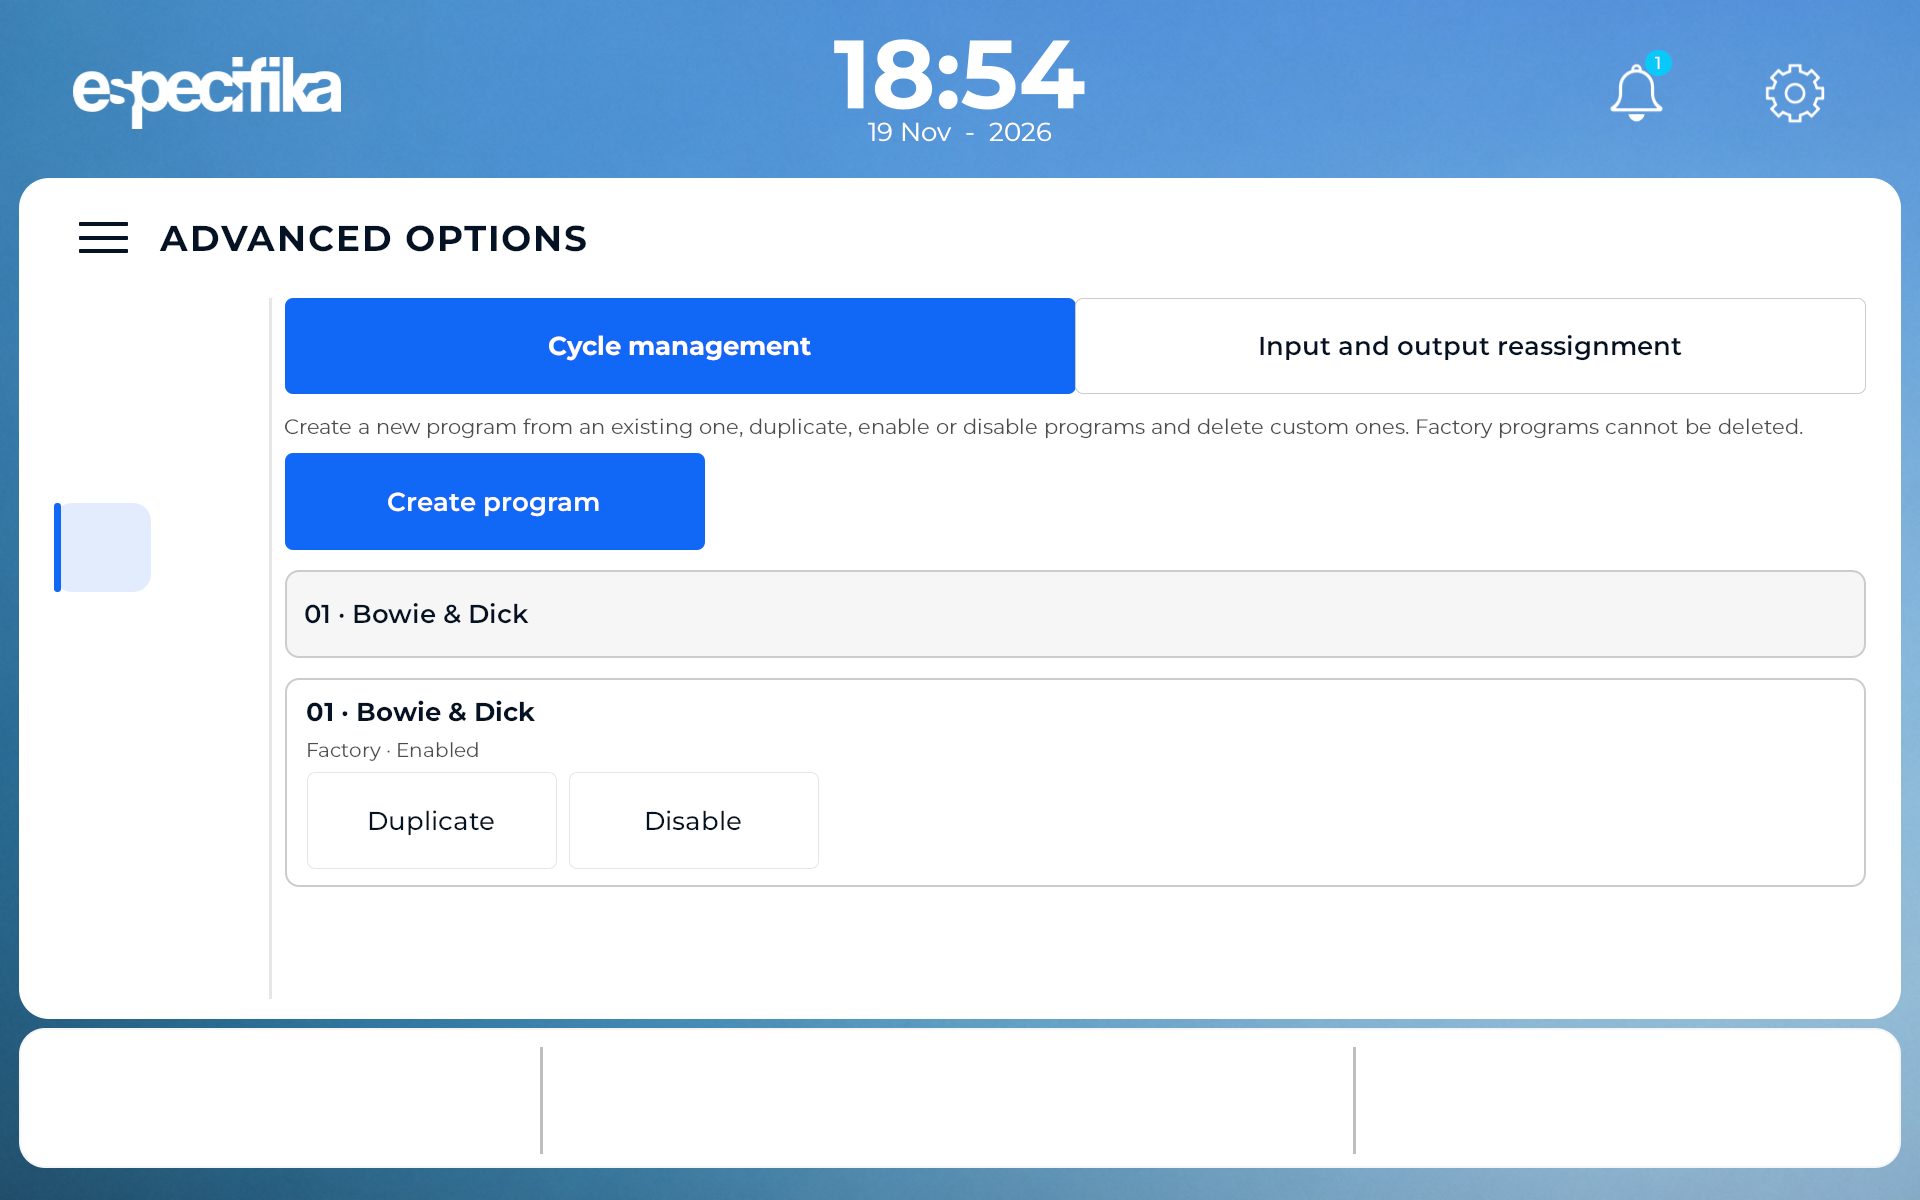 especifika
18:54
19 Nov - 2026
1
ADVANCED OPTIONS
Cycle management
Input and output reassignment
Create a new program from an existing one, duplicate, enable or disable programs and delete custom ones. Factory programs cannot be deleted.
Create program
01 · Bowie & Dick
01 · Bowie & Dick
Factory · Enabled
Duplicate
Disable